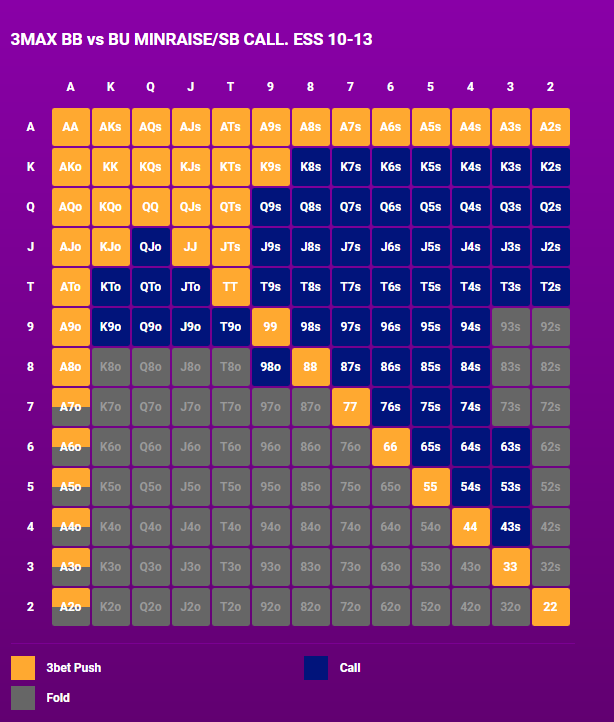 3MAX BB vs BU MINRAISE/SB CALL. ESS 10-13
A K Q J T 9 8 7 6 5 4 3 2
A AA AKs AQs AJs ATs A9s A8s A7s A6s A5s A4s A3s A2s
K AKo KK KQs KJs KTs K9s K8s K7s K6s K5s K4s K3s K2s
Q AQo KQo QQ QJs QTs Q9s Q8s Q7s Q6s Q5s Q4s Q3s Q2s
J AJo KJo QJo JJ JTs J9s J8s J7s J6s J5s J4s J3s J2s
T ATo KTo QTo JTo TT T9s T8s T7s T6s T5s T4s T3s T2s
9 A9o K9o Q9o J9o T9o 99 98s 97s 96s 95s 94s 93s 92s
8 A8o K8o Q8o J8o T8o 98o 88 87s 86s 85s 84s 83s 82s
7 A7o K7o Q7o J7o T7o 97o 87o 77 76s 75s 74s 73s 72s
6 A6o K6o Q6o J6o T6o 96o 86o 76o 66 65s 64s 63s 62s
5 A5o K5o Q5o J5o T5o 95o 85o 75o 65o 55 54s 53s 52s
4 A4o K4o Q4o J4o T4o 94o 84o 74o 64o 54o 44 43s 42s
3 A3o K3o Q3o J3o T3o 93o 83o 73o 63o 53o 43o 33 32s
2 A2o K2o Q2o J2o T2o 92o 82o 72o 62o 52o 42o 32o 22
3bet Push Call
Fold